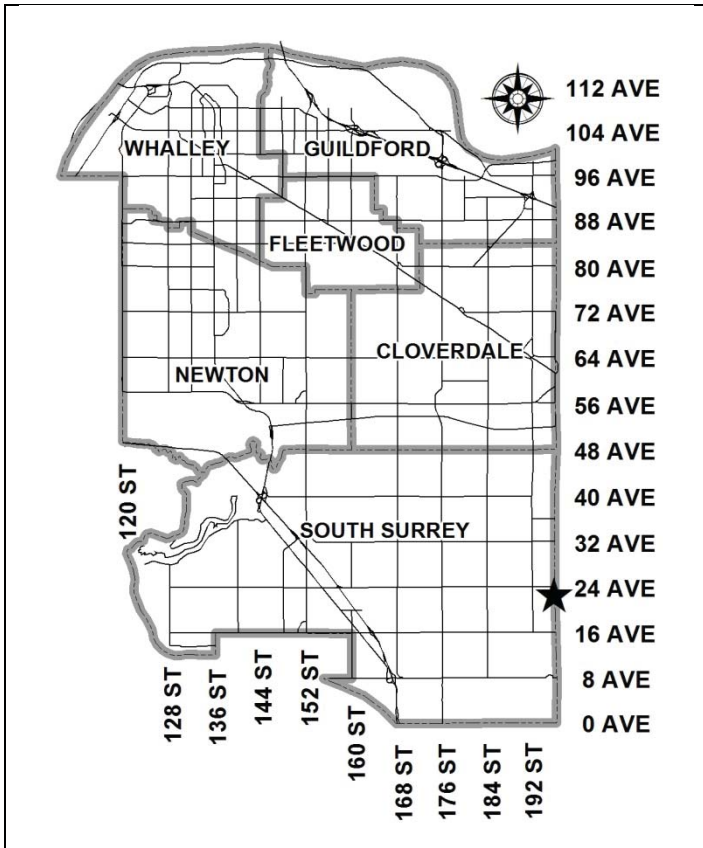 112 AVE
104 AVE
WHALLEY
GUILDFORD
96 AVE
88 AVE
FLEETWOOD
80 AVE
72 AVE
CLOVERDALE
64 AVE
NEWTON
56 AVE
48 AVE
120 ST
40 AVE
SOUTH SURREY
32 AVE
24 AVE
16 AVE
8 AVE
0 AVE
128 ST
136 ST
144 ST
152 ST
160 ST
168 ST
176 ST
184 ST
192 ST